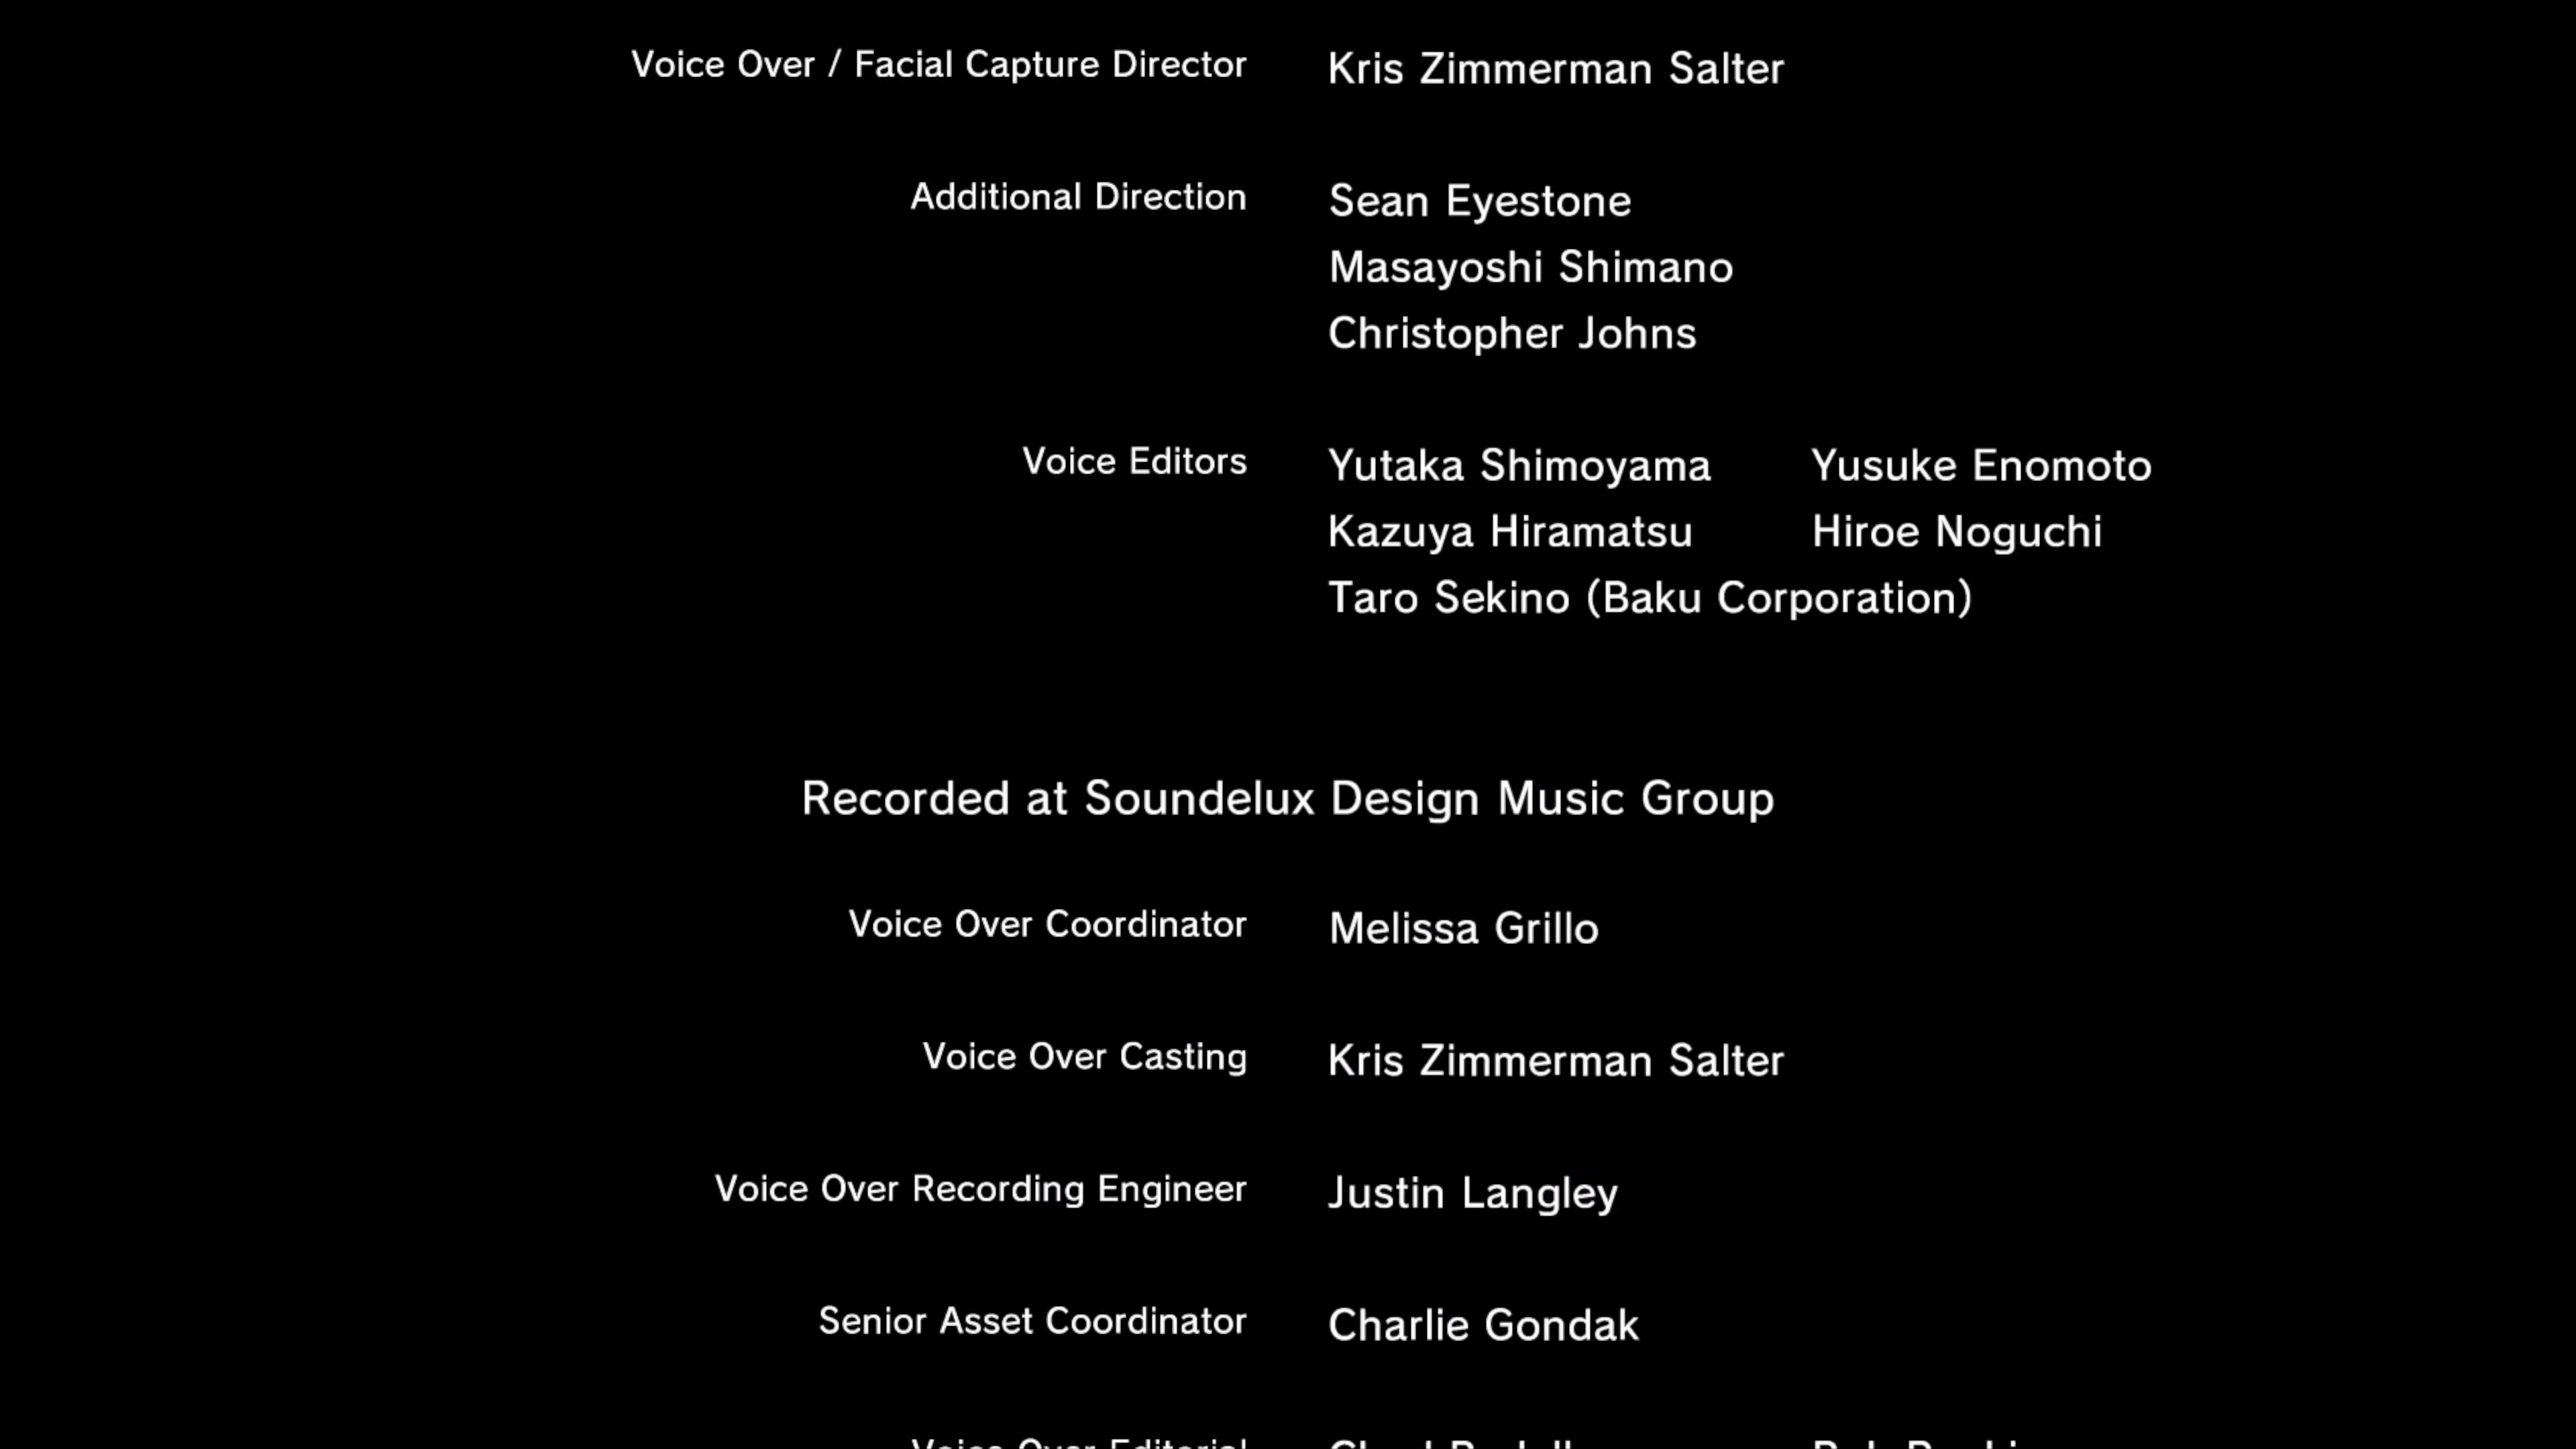 Voice Over / Facial Capture Director Kris Zimmerman Salter
Additional Direction Sean Eyestone
Masayoshi Shimano
Christopher Johns
Voice Editors Yutaka Shimoyama Yusuke Enomoto
Kazuya Hiramatsu Hiroe Noguchi
Taro Sekino (Baku Corporation)
Recorded at Soundelux Design Music Group
Voice Over Coordinator Melissa Grillo
Voice Over Casting Kris Zimmerman Salter
Voice Over Recording Engineer Justin Langley
Senior Asset Coordinator Charlie Gondak
Voice Over Editorial